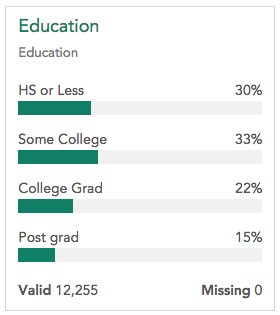 Education
Education
HS or Less 30%
Some College 33%
College Grad 22%
Post grad 15%
Valid 12,255 Missing 0